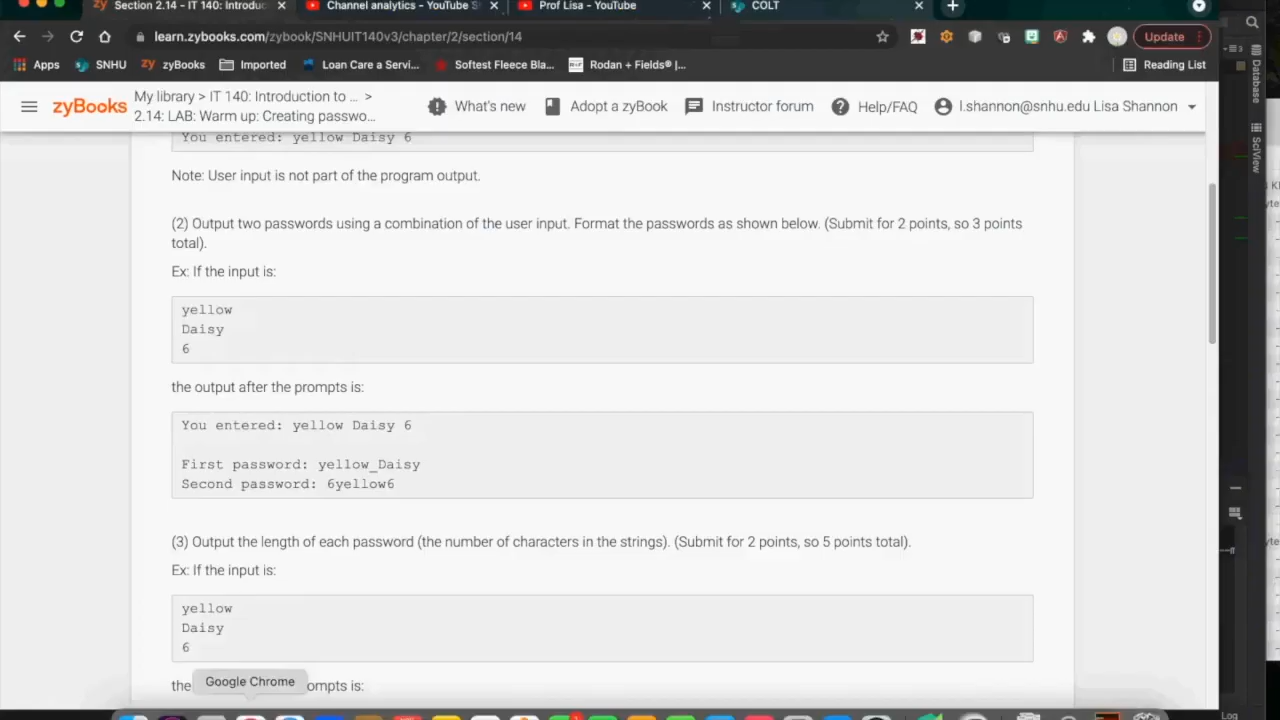 Section 2.14 - IT 140: Introduc
Channel analytics - YouTube S
Prof Lisa - YouTube
COLT
learn.zybooks.com/zybook/SNHUIT140v3/chapter/2/section/14
Update
Apps
SNHU
zyBooks
Imported
Loan Care a Servi...
Softest Fleece Bla...
Rodan + Fields® |...
Reading List
Database
SciView
zyBooks
My library > IT 140: Introduction to ... >
2.14: LAB: Warm up: Creating passwo...
What's new
Adopt a zyBook
Instructor forum
Help/FAQ
l.shannon@snhu.edu Lisa Shannon
You entered: yellow Daisy 6
Note: User input is not part of the program output.
(2) Output two passwords using a combination of the user input. Format the passwords as shown below. (Submit for 2 points, so 3 points
total).
Ex: If the input is:
yellow
Daisy
6
the output after the prompts is:
You entered: yellow Daisy 6
First password: yellow_Daisy
Second password: 6yellow6
(3) Output the length of each password (the number of characters in the strings). (Submit for 2 points, so 5 points total).
Ex: If the input is:
yellow
Daisy
6
Google Chrome
the ompts is:
Log